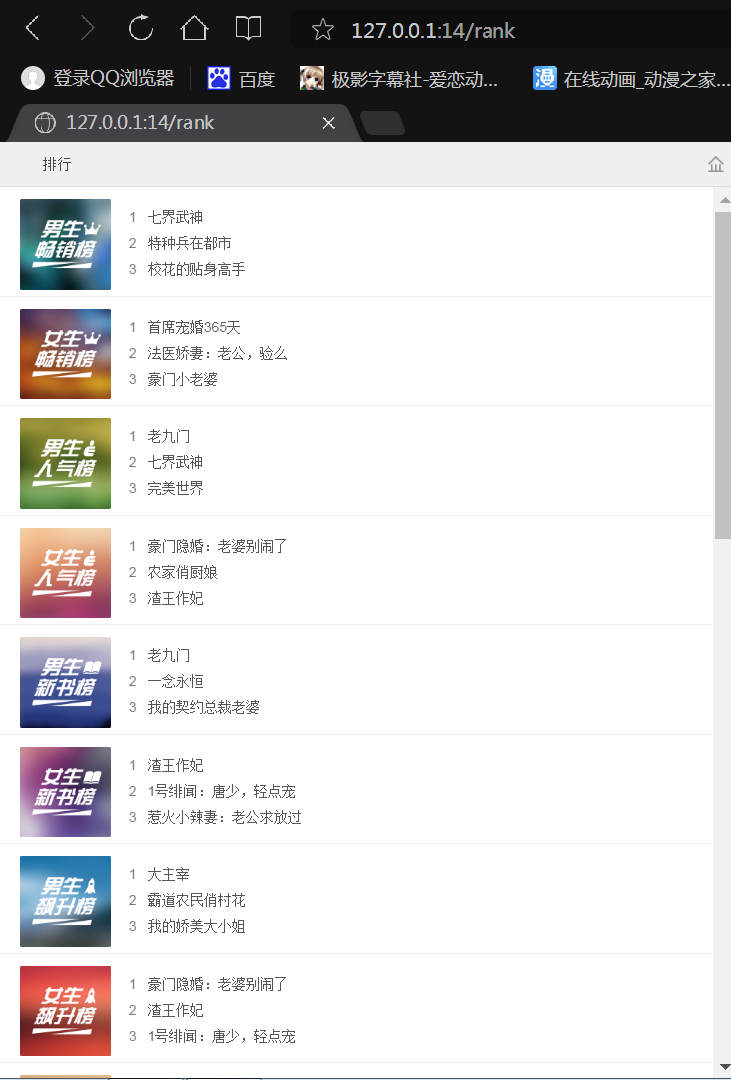 127.0.0.1:14/rank
登录QQ浏览器 百度 极影字幕社-爱恋动... 漫 在线动画_动漫之家...
127.0.0.1:14/rank
排行
男生
畅销榜
1 七界武神
2 特种兵在都市
3 校花的贴身高手
女生
畅销榜
1 首席宠婚365天
2 法医娇妻：老公，验么
3 豪门小老婆
男生
人气榜
1 老九门
2 七界武神
3 完美世界
女生
人气榜
1 豪门隐婚：老婆别闹了
2 农家俏厨娘
3 渣王作妃
男生
新书榜
1 老九门
2 一念永恒
3 我的契约总裁老婆
女生
新书榜
1 渣王作妃
2 1号绯闻：唐少，轻点宠
3 惹火小辣妻：老公求放过
男生
飙升榜
1 大主宰
2 霸道农民俏村花
3 我的娇美大小姐
女生
飙升榜
1 豪门隐婚：老婆别闹了
2 渣王作妃
3 1号绯闻：唐少，轻点宠